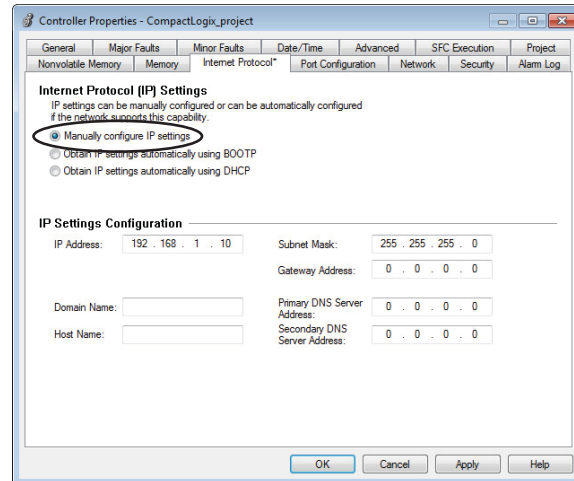 Controller Properties - CompactLogix_project
General Major Faults Minor Faults Date/Time Advanced SFC Execution Project
Nonvolatile Memory Memory Internet Protocol* Port Configuration Network Security Alarm Log
Internet Protocol (IP) Settings
IP settings can be manually configured or can be automatically configured
if the network supports this capability.
Manually configure IP settings
Obtain IP settings automatically using BOOTP
Obtain IP settings automatically using DHCP
IP Settings Configuration
IP Address: 192 . 168 . 1 . 10 Subnet Mask: 255 . 255 . 255 . 0
Gateway Address: 0 . 0 . 0 . 0
Domain Name: Primary DNS Server
Address: 0 . 0 . 0 . 0
Host Name: Secondary DNS
Server Address: 0 . 0 . 0 . 0
OK Cancel Apply Help